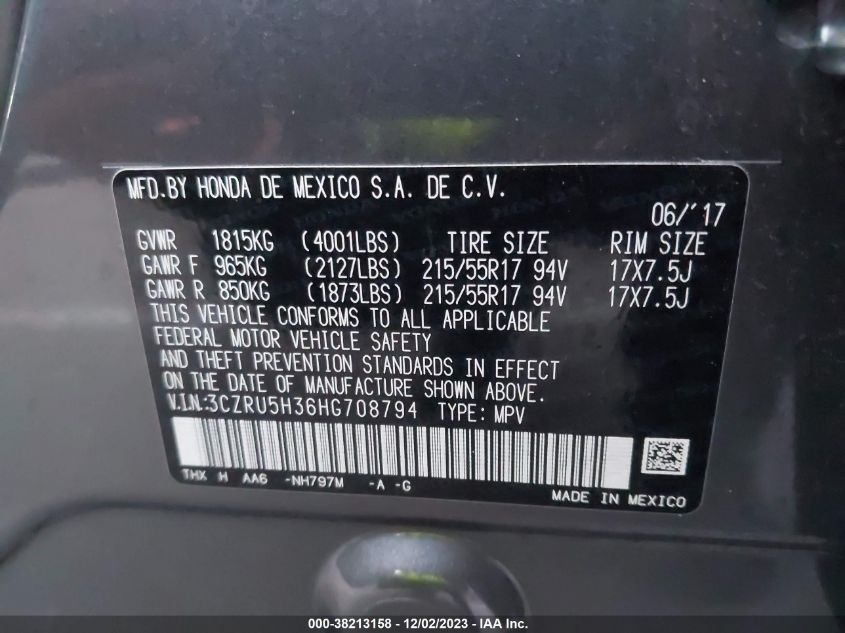 MFD.BY HONDA DE MEXICO S.A. DE C.V.
06/'17
GVWR 1815KG (4001LBS) TIRE SIZE RIM SIZE
GAWR F 965KG (2127LBS) 215/55R17 94V 17X7.5J
GAWR R 850KG (1873LBS) 215/55R17 94V 17X7.5J
THIS VEHICLE CONFORMS TO ALL APPLICABLE
FEDERAL MOTOR VEHICLE SAFETY
AND THEFT PREVENTION STANDARDS IN EFFECT
ON THE DATE OF MANUFACTURE SHOWN ABOVE.
V.I.N.:3CZRU5H36HG708794 TYPE: MPV
THX H AA6 -NH797M -A -G
MADE IN MEXICO
000-38213158 - 12/02/2023 - IAA Inc.